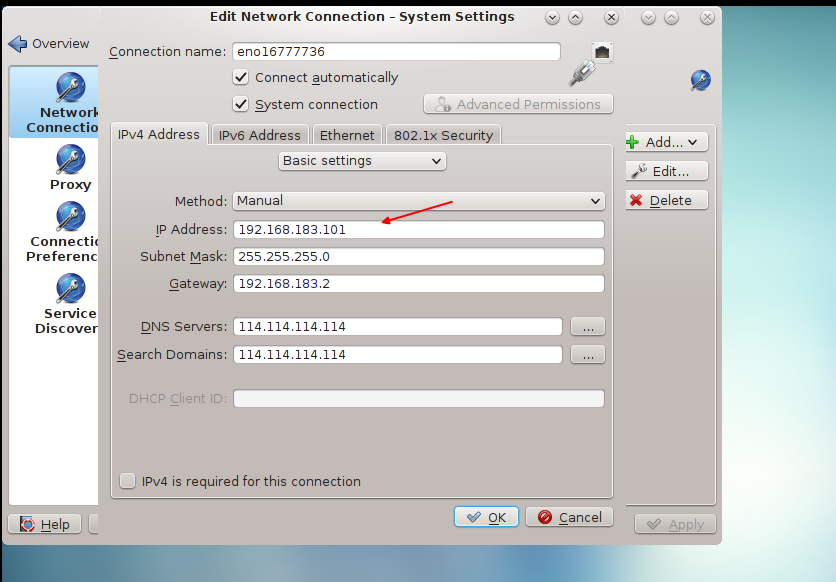 Edit Network Connection – System Settings
Overview
Network
Connectio
Proxy
Connectio
Preferenc
Service
Discover
Connection name: eno16777736
Connect automatically
System connection
Advanced Permissions
IPv4 Address IPv6 Address Ethernet 802.1x Security
Basic settings
Method: Manual
IP Address: 192.168.183.101
Subnet Mask: 255.255.255.0
Gateway: 192.168.183.2
DNS Servers: 114.114.114.114 ...
Search Domains: 114.114.114.114 ...
DHCP Client ID:
IPv4 is required for this connection
OK Cancel
Add...
Edit...
Delete
Help
Apply